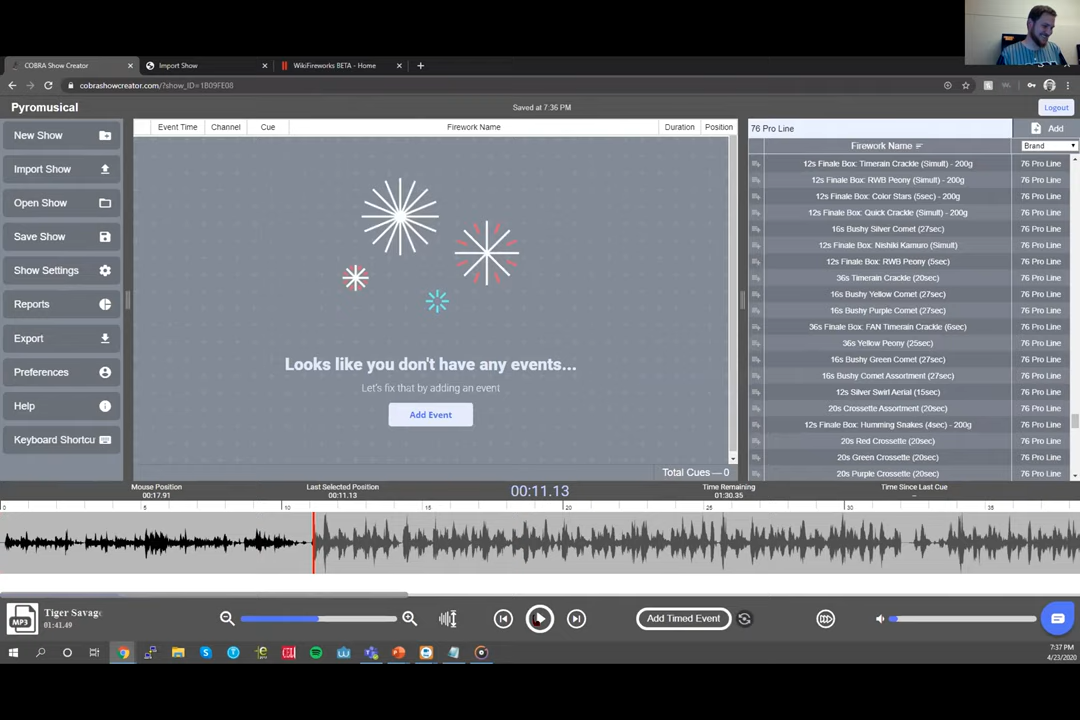 COBRA Show Creator
Import Show
WikiFireworks BETA - Home
cobrashowcreator.com/?show_ID=1B09FE08
Pyromusical
Saved at 7:36 PM
Logout
New Show
Import Show
Open Show
Save Show
Show Settings
Reports
Export
Preferences
Help
Keyboard Shortcu
Event Time Channel Cue Firework Name Duration Position
Looks like you don't have any events...
Let's fix that by adding an event
Add Event
Total Cues — 0
76 Pro Line
Add
Firework Name
Brand
12s Finale Box: Timerain Crackle (Simult) - 200g 76 Pro Line
12s Finale Box: RWB Peony (Simult) - 200g 76 Pro Line
12s Finale Box: Color Stars (5sec) - 200g 76 Pro Line
12s Finale Box: Quick Crackle (Simult) - 200g 76 Pro Line
16s Bushy Silver Comet (27sec) 76 Pro Line
12s Finale Box: Nishiki Kamuro (Simult) 76 Pro Line
12s Finale Box: RWB Peony (5sec) 76 Pro Line
36s Timerain Crackle (20sec) 76 Pro Line
16s Bushy Yellow Comet (27sec) 76 Pro Line
16s Bushy Purple Comet (27sec) 76 Pro Line
36s Finale Box: FAN Timerain Crackle (6sec) 76 Pro Line
36s Yellow Peony (25sec) 76 Pro Line
16s Bushy Green Comet (27sec) 76 Pro Line
16s Bushy Comet Assortment (27sec) 76 Pro Line
12s Silver Swirl Aerial (15sec) 76 Pro Line
20s Crossette Assortment (20sec) 76 Pro Line
12s Finale Box: Humming Snakes (4sec) - 200g 76 Pro Line
20s Red Crossette (20sec) 76 Pro Line
20s Green Crossette (20sec) 76 Pro Line
20s Purple Crossette (20sec) 76 Pro Line
Mouse Position
00:17.91
Last Selected Position
00:11.13
00:11.13
Time Remaining
01:30.35
Time Since Last Cue
--
0 5 10 15 20 25 30 35
MP3
Tiger Savage
01:41.49
Add Timed Event
7:37 PM
4/23/2020